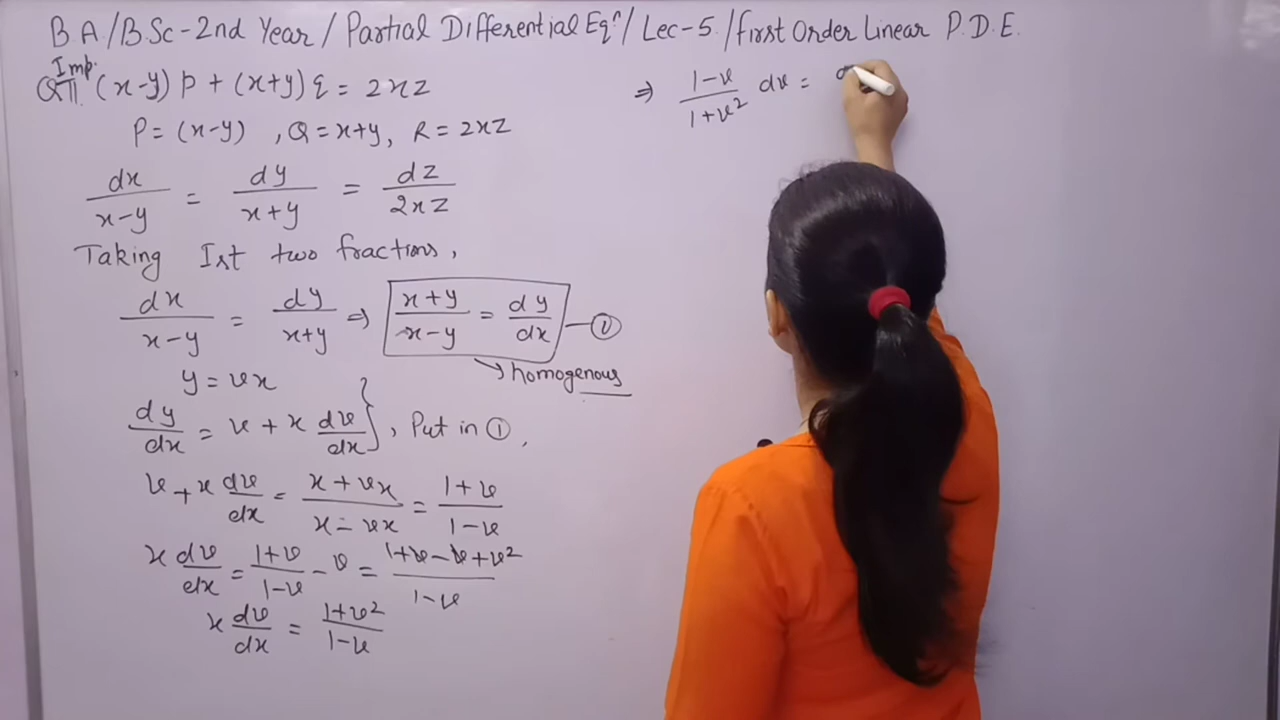 B A./B.Sc-2nd Year/Partial Differential Eqⁿ/Lec-5./first Order Linear P.D.E.
Imp.
(x-y) p + (x+y) q = 2xz
P = (x-y) , Q = x+y, R = 2xz
dx/(x-y) = dy/(x+y) = dz/2xz
Taking Ist two fractions,
dx/(x-y) = dy/(x+y) ⇒ (x+y)/(x-y) = dy/dx — ①
→ homogenous
y = vx
dy/dx = v + x dv/dx }, Put in ①,
v + x dv/dx = (x + vx)/(x - vx) = (1+v)/(1-v)
x dv/dx = (1+v)/(1-v) - v = (1+v-v+v²)/(1-v)
x dv/dx = (1+v²)/(1-v)
⇒ (1-v)/(1+v²) dv =